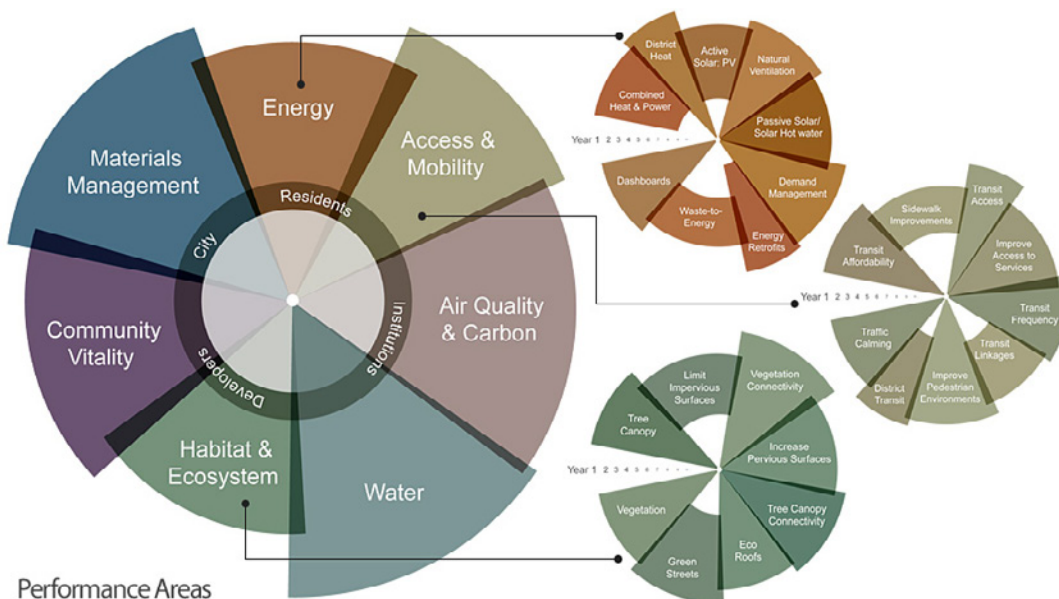 Energy
Access &
Mobility
Materials
Management
Residents
City
Institutions
Developers
Air Quality
& Carbon
Community
Vitality
Habitat &
Ecosystem
Water
Performance Areas
District
Heat
Active
Solar: PV
Natural
Ventilation
Combined
Heat & Power
Passive Solar/
Solar Hot water
Year 1 2 3 4 5 6 7
Dashboards
Demand
Management
Waste-to-
Energy
Energy
Retrofits
Transit
Access
Sidewalk
Improvements
Transit
Affordability
Improve
Access to
Services
Year 1 2 3 4 5 6 7
Transit
Frequency
Traffic
Calming
Transit
Linkages
District
Transit
Improve
Pedestrian
Environments
Limit
Impervious
Surfaces
Vegetation
Connectivity
Tree
Canopy
Increase
Pervious Surfaces
Year 1 2 3 4 5 6 7
Vegetation
Tree Canopy
Connectivity
Green
Streets
Eco
Roofs